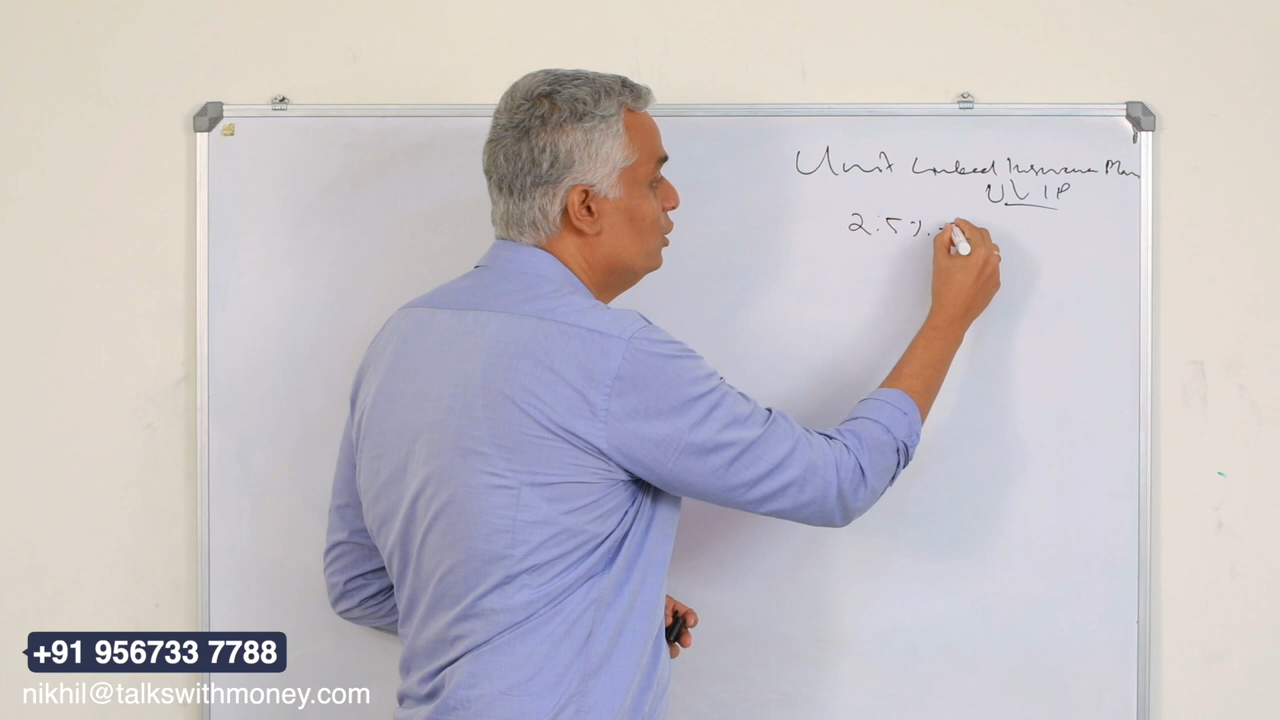 Unit Linked Insurance Plan
ULIP
2.5%
+91 956733 7788
nikhil@talkswithmoney.com